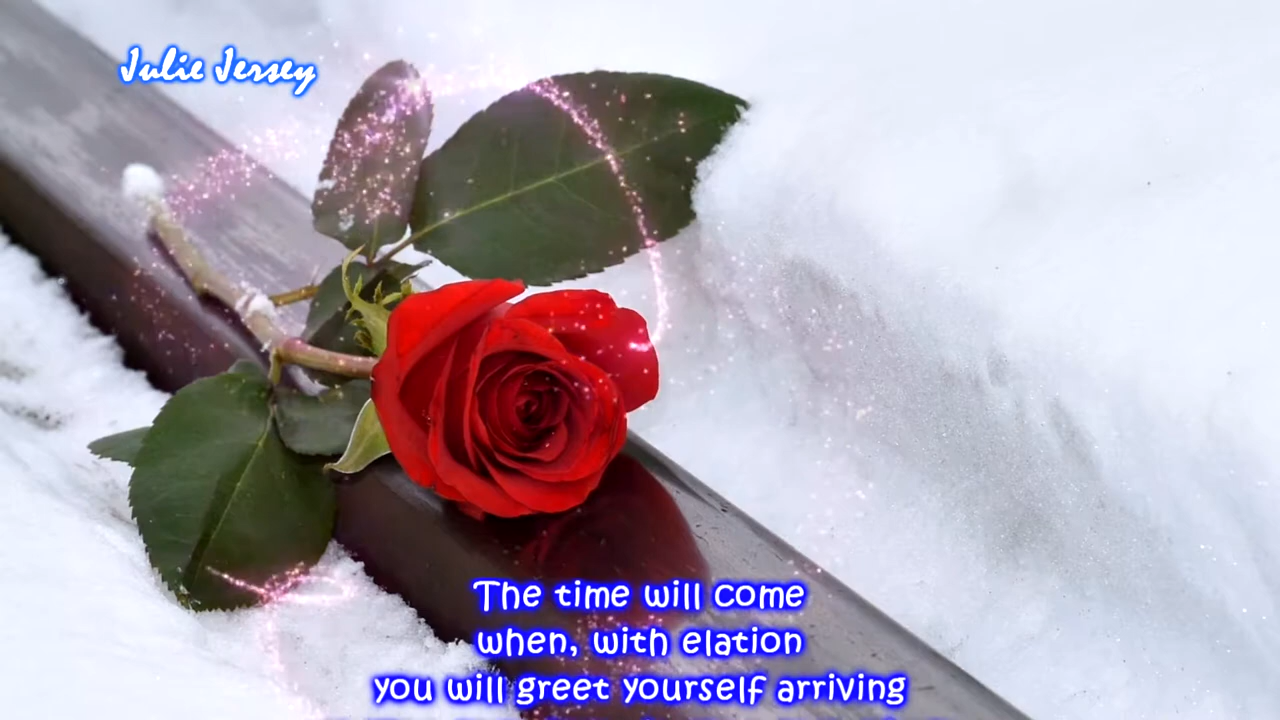 Julie Jersey
The time will come
when, with elation
you will greet yourself arriving